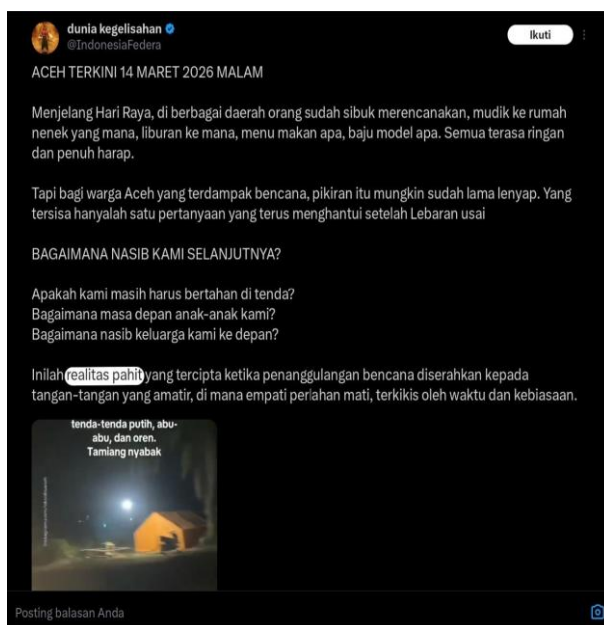 dunia kegelisahan
@IndonesiaFedera
Ikuti
ACEH TERKINI 14 MARET 2026 MALAM
Menjelang Hari Raya, di berbagai daerah orang sudah sibuk merencanakan, mudik ke rumah
nenek yang mana, liburan ke mana, menu makan apa, baju model apa. Semua terasa ringan
dan penuh harap.
Tapi bagi warga Aceh yang terdampak bencana, pikiran itu mungkin sudah lama lenyap. Yang
tersisa hanyalah satu pertanyaan yang terus menghantui setelah Lebaran usai
BAGAIMANA NASIB KAMI SELANJUTNYA?
Apakah kami masih harus bertahan di tenda?
Bagaimana masa depan anak-anak kami?
Bagaimana nasib keluarga kami ke depan?
Inilah realitas pahit yang tercipta ketika penanggulangan bencana diserahkan kepada
tangan-tangan yang amatir, di mana empati perlahan mati, terkikis oleh waktu dan kebiasaan.
tenda-tenda putih, abu-
abu, dan oren.
Tamiang nyabak
Posting balasan Anda